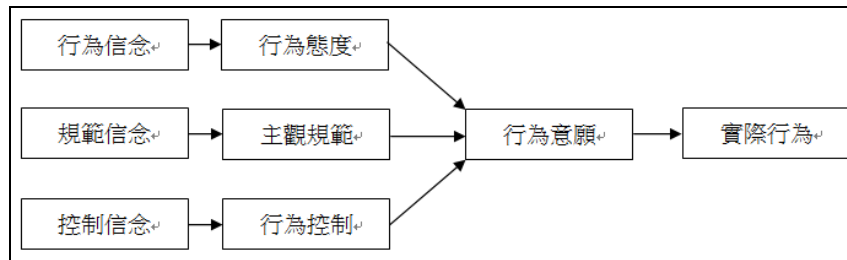 行為信念
行為態度
規範信念
主觀規範
行為意願
實際行為
控制信念
行為控制